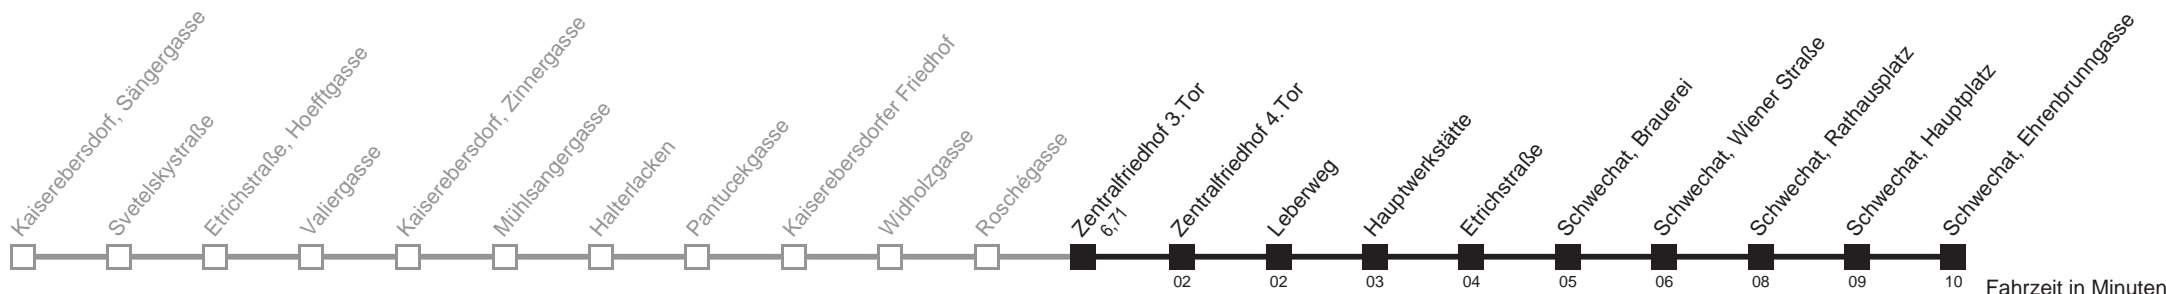 Kaiserebersdorf, Sängergasse
Svetelskystraße
Etrichstraße, Hoefftgasse
Valiergasse
Kaiserebersdorf, Zinnergasse
Mühlsangergasse
Halterlacken
Pantucekgasse
Kaiserebersdorfer Friedhof
Widholzgasse
Roschégasse
Zentralfriedhof 3.Tor
6,71
Zentralfriedhof 4.Tor
Leberweg
Hauptwerkstätte
Etrichstraße
Schwechat, Brauerei
Schwechat, Wiener Straße
Schwechat, Rathausplatz
Schwechat, Hauptplatz
Schwechat, Ehrenbrunngasse
02 02 03 04 05 06 08 09 10 Fahrzeit in Minuten